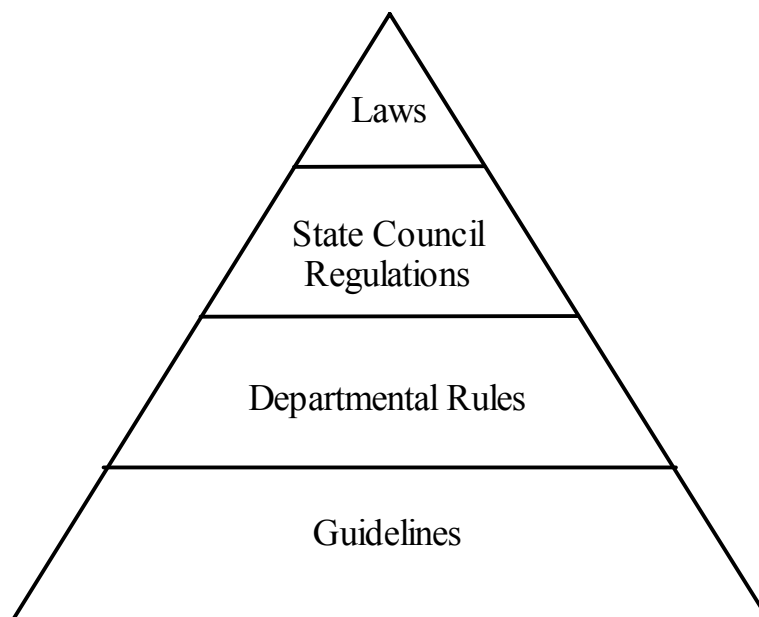 Laws
State Council
Regulations
Departmental Rules
Guidelines